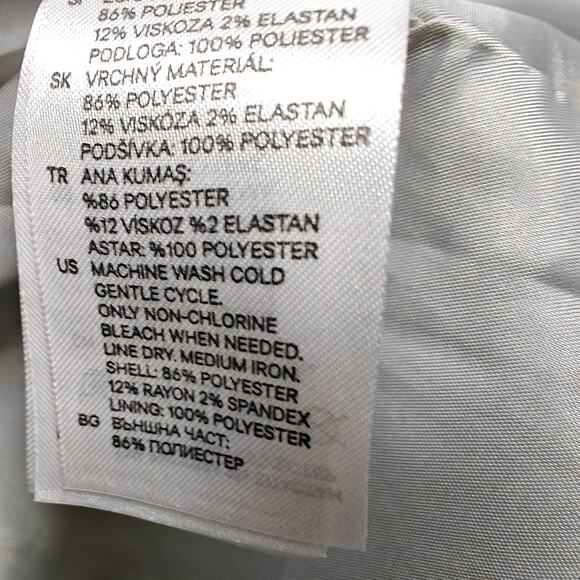 86% POLIESTER
12% VISKOZA 2% ELASTAN
PODLOGA: 100% POLIESTER
SK VRCHNÝ MATERIÁL:
86% POLYESTER
12% VISKÓZA 2% ELASTAN
PODŠÍVKA: 100% POLYESTER
TR ANA KUMAŞ:
%86 POLYESTER
%12 VİSKOZ %2 ELASTAN
ASTAR: %100 POLYESTER
US MACHINE WASH COLD
GENTLE CYCLE.
ONLY NON-CHLORINE
BLEACH WHEN NEEDED.
LINE DRY. MEDIUM IRON.
SHELL: 86% POLYESTER
12% RAYON 2% SPANDEX
LINING: 100% POLYESTER
BG ВЪНШНА ЧАСТ:
86% ПОЛИЕСТЕР